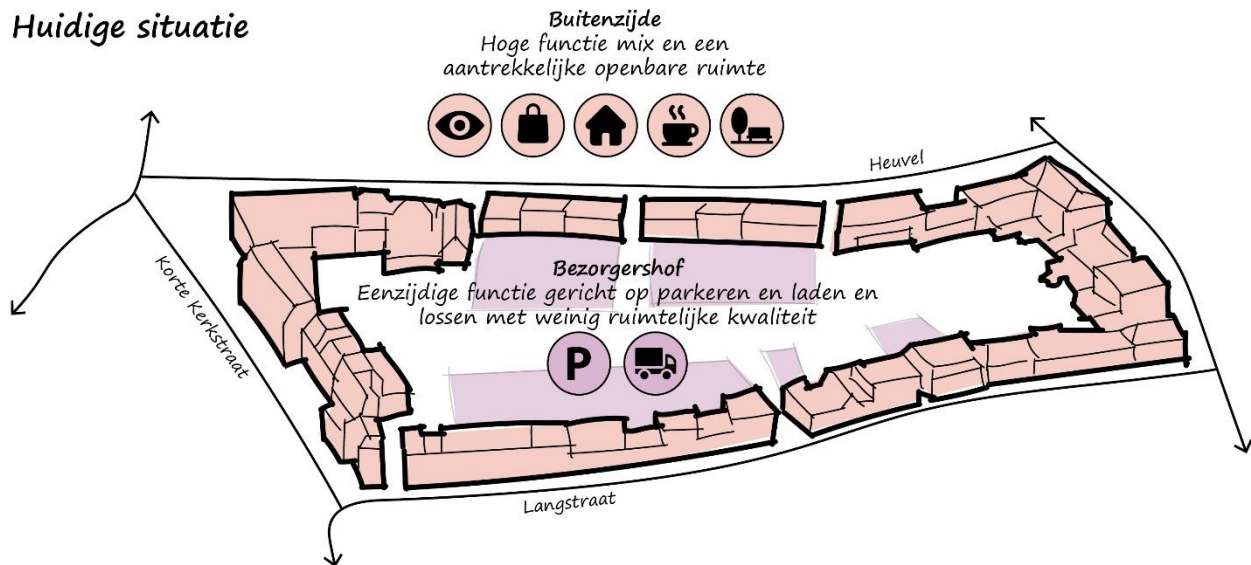 Huidige situatie
Buitenzijde
Hoge functie mix en een
aantrekkelijke openbare ruimte
Heuvel
Korte Kerkstraat
Bezorgershof
Eenzijdige functie gericht op parkeren en laden en
lossen met weinig ruimtelijke kwaliteit
P
Langstraat